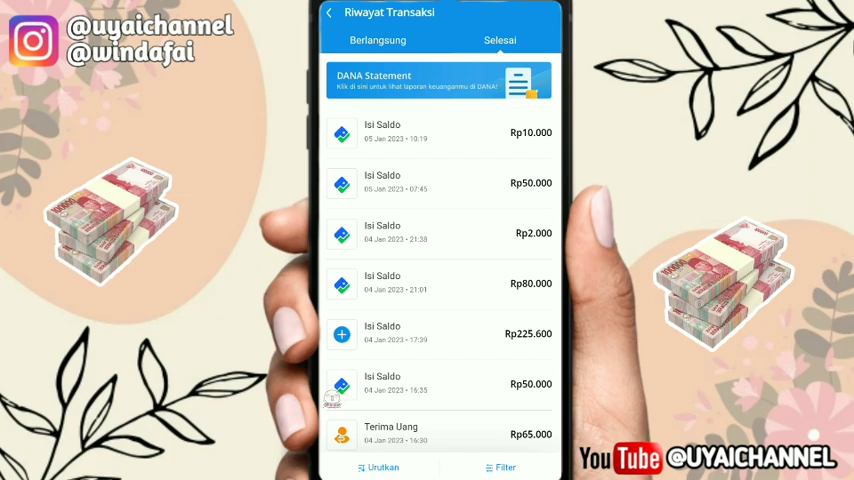 @uyaichannel
@windafai
Riwayat Transaksi
Berlangsung
Selesai
DANA Statement
Klik di sini untuk lihat laporan keuanganmu di DANA!
Isi Saldo
05 Jan 2023 • 10:19
Rp10.000
Isi Saldo
05 Jan 2023 • 07:45
Rp50.000
Isi Saldo
04 Jan 2023 • 21:38
Rp2.000
Isi Saldo
04 Jan 2023 • 21:01
Rp80.000
Isi Saldo
04 Jan 2023 • 17:39
Rp225.600
Isi Saldo
04 Jan 2023 • 16:35
Rp50.000
Terima Uang
04 Jan 2023 • 16:30
Rp65.000
Urutkan
Filter
YouTube @UYAICHANNEL
100000
100000